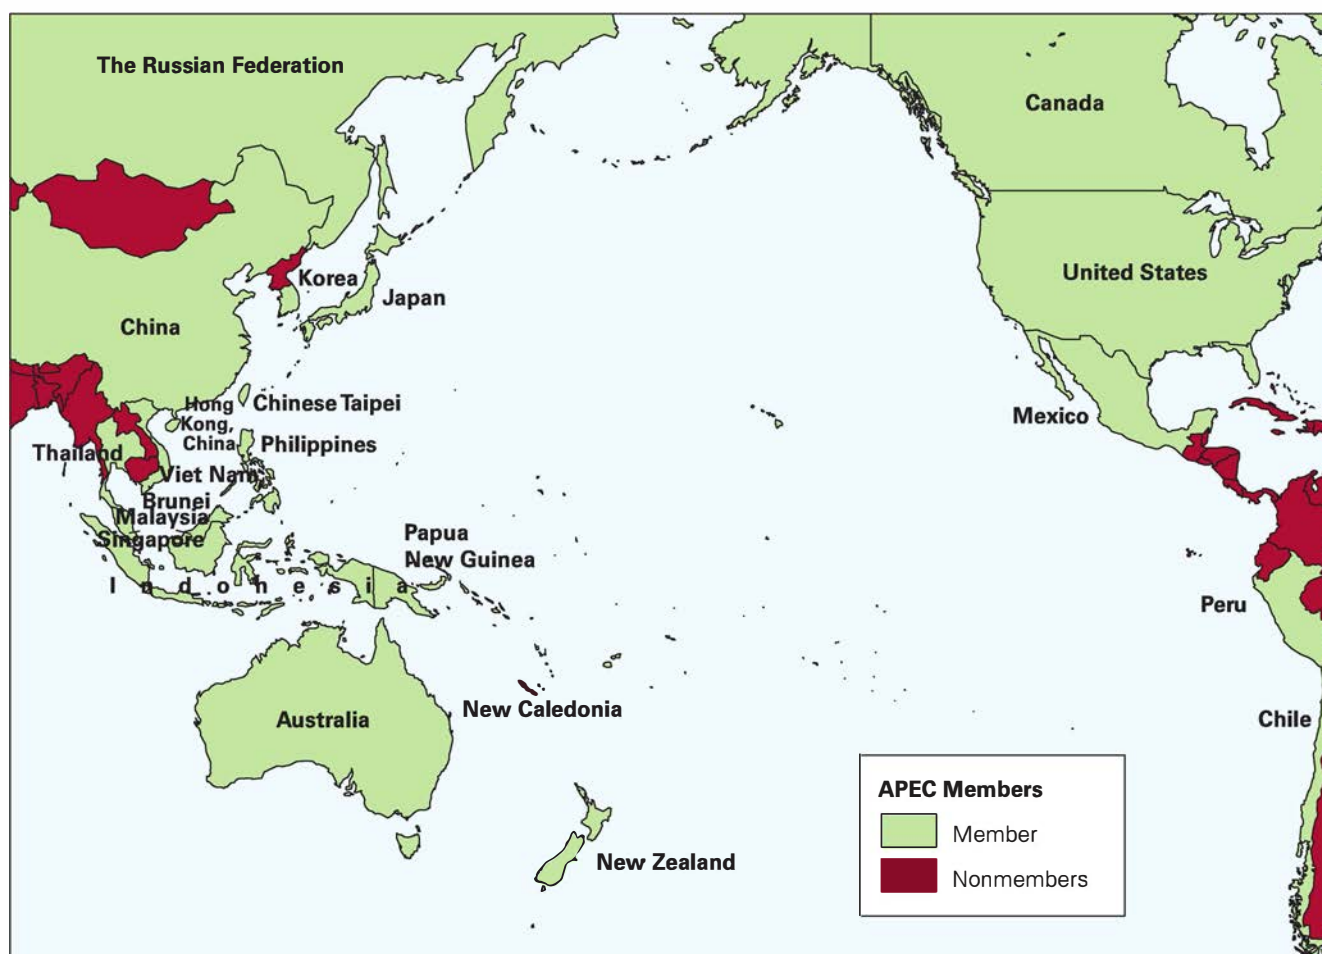 The Russian Federation
Canada
Korea
United States
Japan
China
Hong
Kong,
China
Chinese Taipei
Mexico
Philippines
Thailand
Viet Nam
Brunei
Malaysia
Singapore
Papua
New Guinea
I n d o h e s i a
Peru
New Caledonia
Australia
Chile
APEC Members
Member
Nonmembers
New Zealand